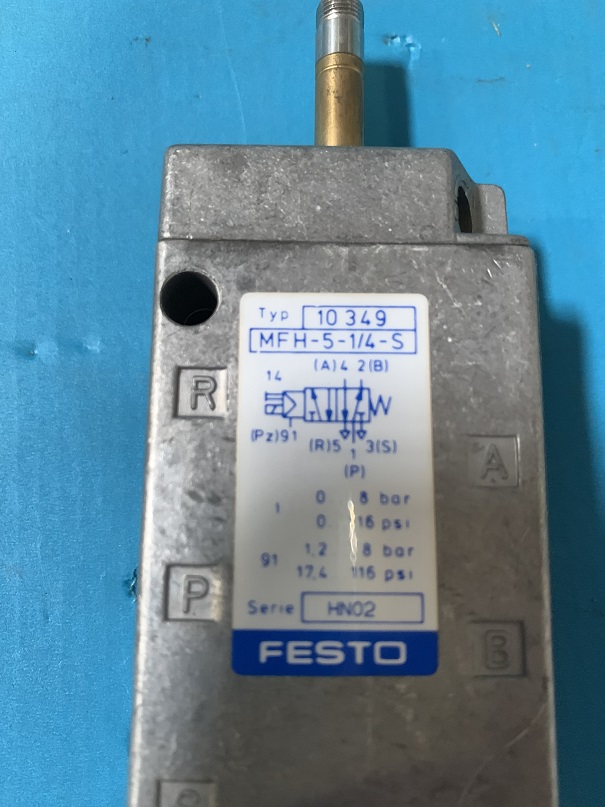 Typ 10 349
MFH-5-1/4-S
(A)4 2(B)
14
(Pz)91
(R)5 3(S)
1
(P)
R
A
1 0 8 bar
0 16 psi
91 1,2 8 bar
17,4 116 psi
P
Serie HN02
B
FESTO